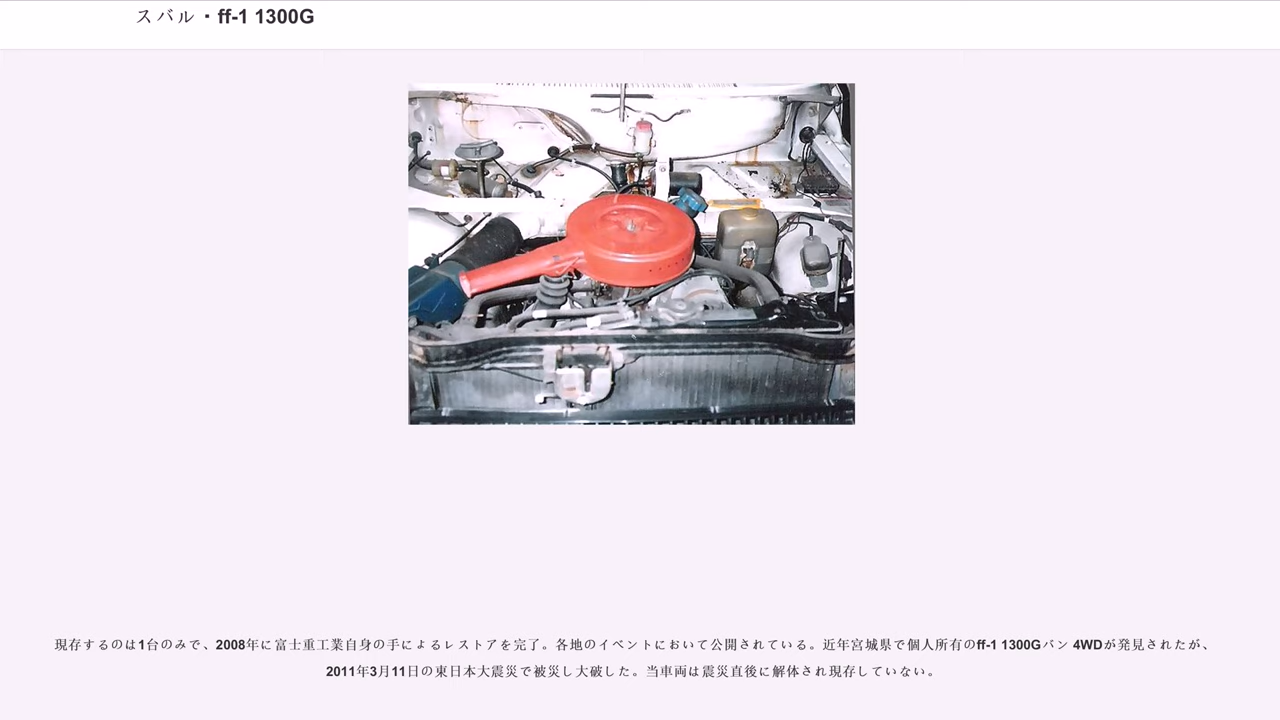 スバル・ff-1 1300G
現存するのは1台のみで、2008年に富士重工業自身の手によるレストアを完了。各地のイベントにおいて公開されている。近年宮城県で個人所有のff-1 1300Gバン 4WDが発見されたが、
2011年3月11日の東日本大震災で被災し大破した。当車両は震災直後に解体され現存していない。